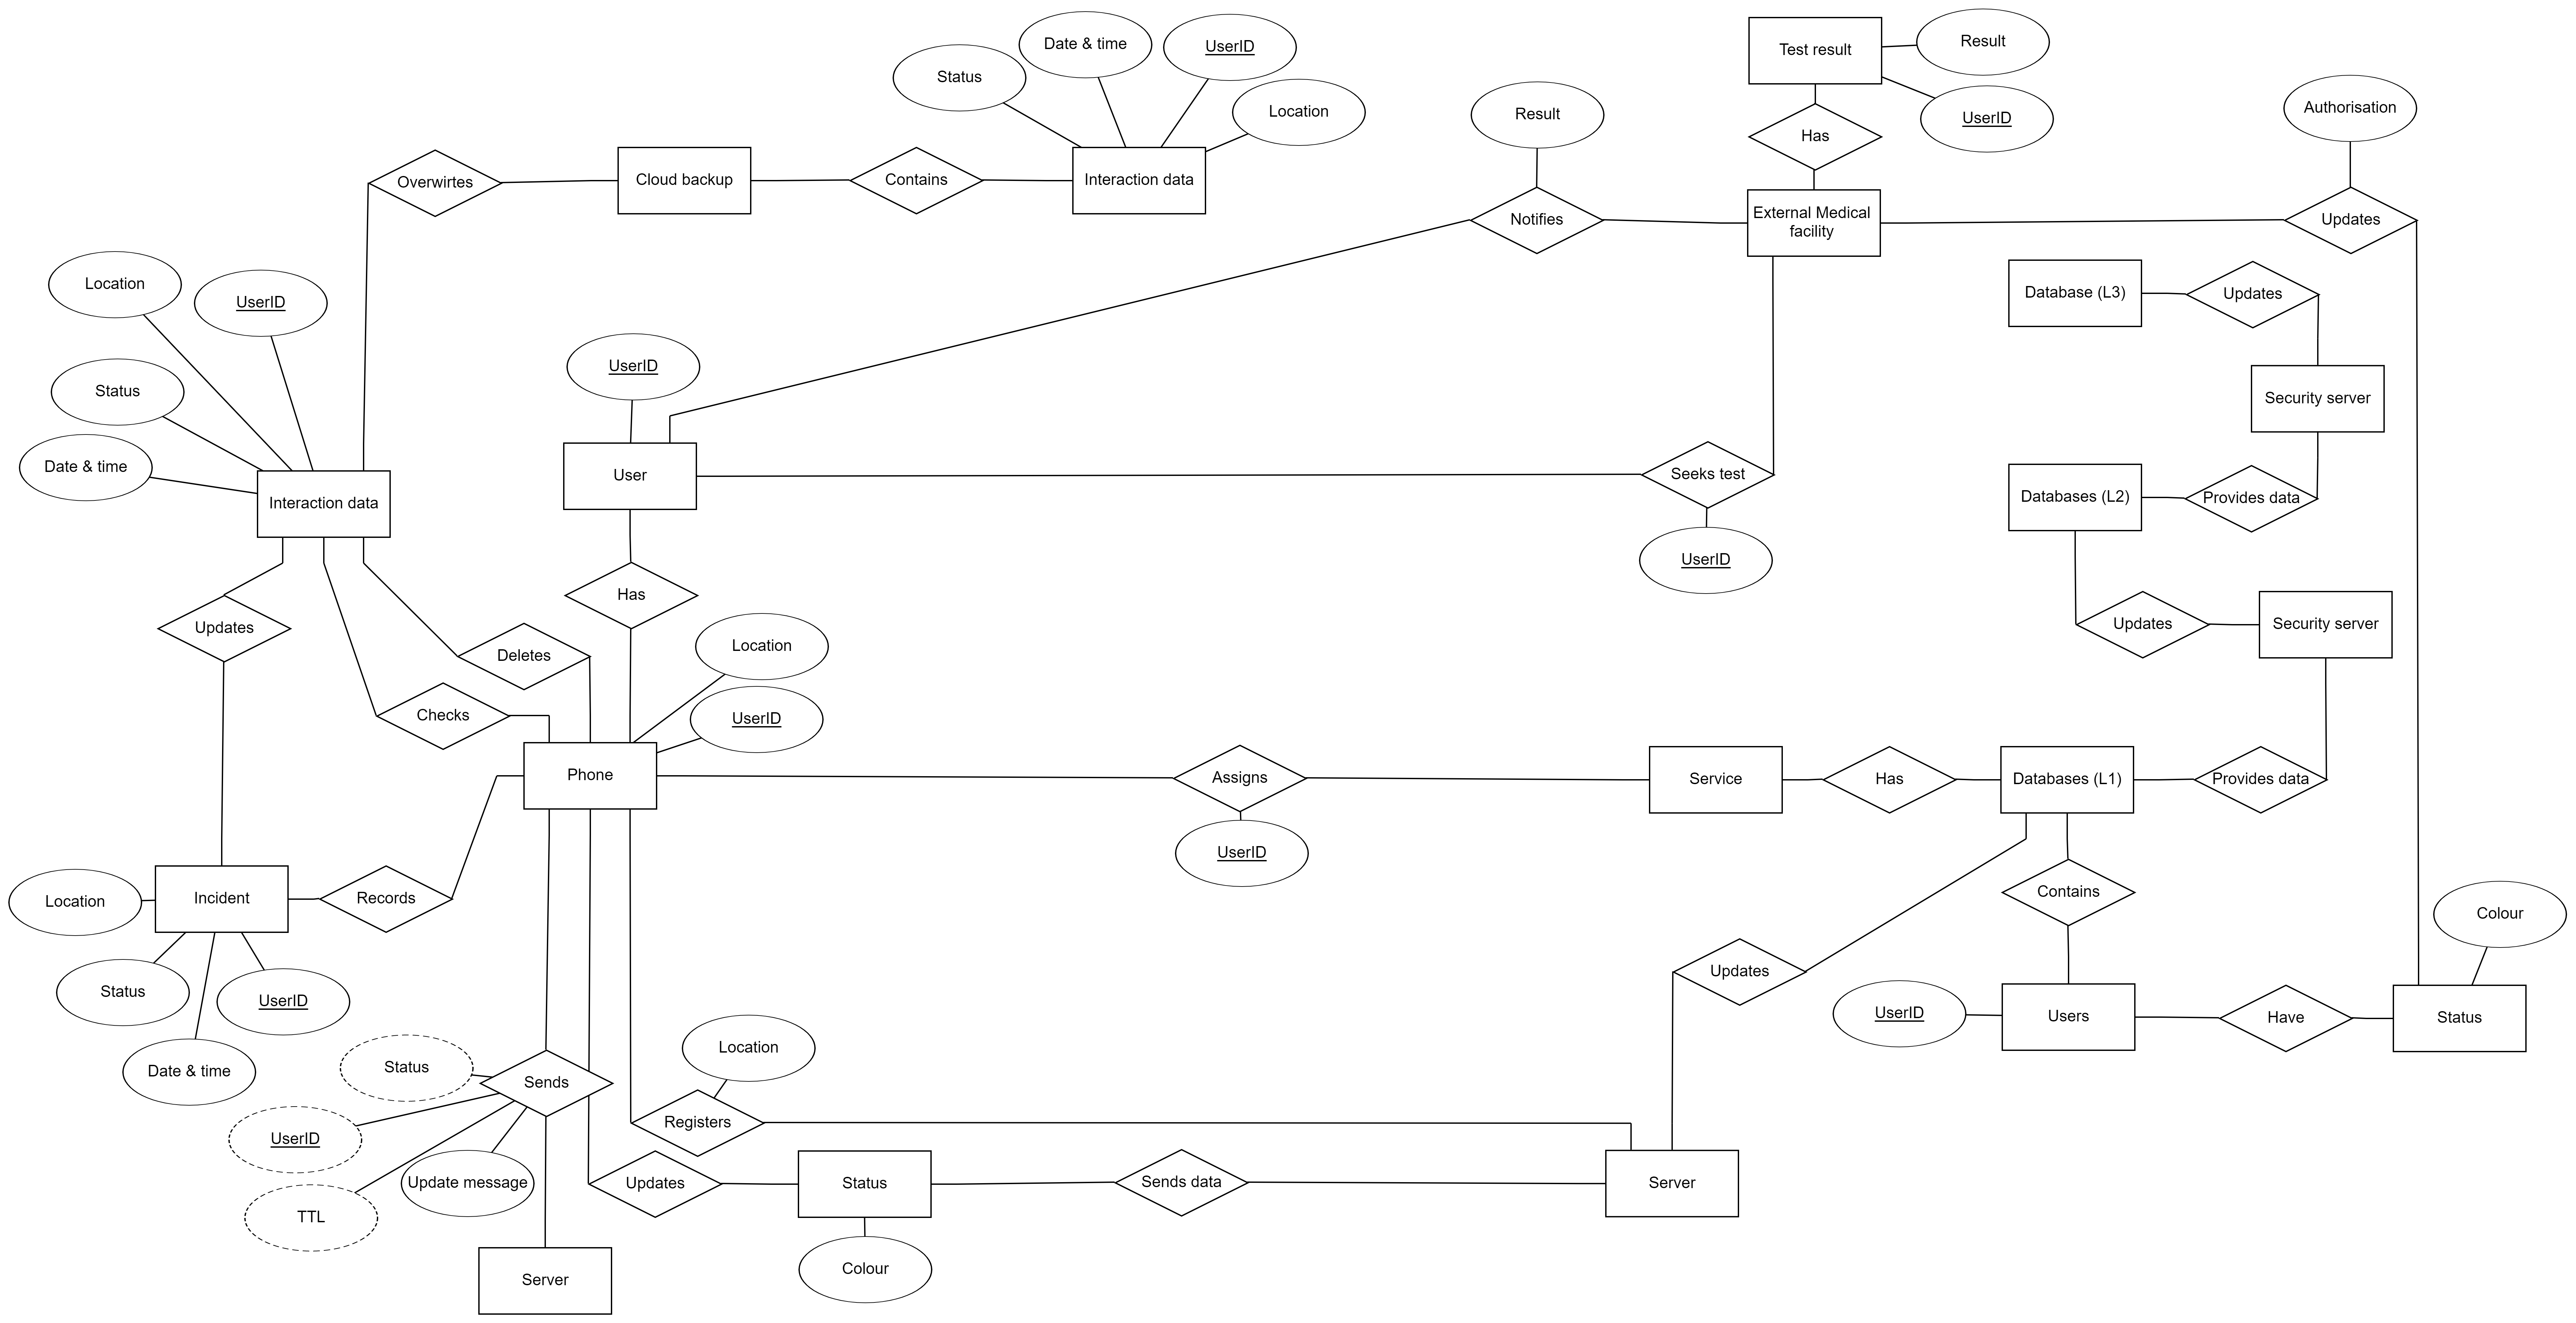 Test result
Result
UserID
Date & time
UserID
Status
Location
Result
Authorisation
Has
Overwirtes
Cloud backup
Contains
Interaction data
Notifies
External Medical
facility
Updates
Location
UserID
Database (L3)
Updates
UserID
Status
Security server
Date & time
Interaction data
User
Seeks test
Databases (L2)
Provides data
UserID
Has
Updates
Updates
Security server
Deletes
Location
Checks
UserID
Phone
Assigns
Service
Has
Databases (L1)
Provides data
UserID
Location
Incident
Records
Contains
Colour
Updates
Status
UserID
UserID
Users
Have
Status
Date & time
Status
Sends
Location
UserID
Registers
Update message
Updates
Status
Sends data
Server
TTL
Colour
Server